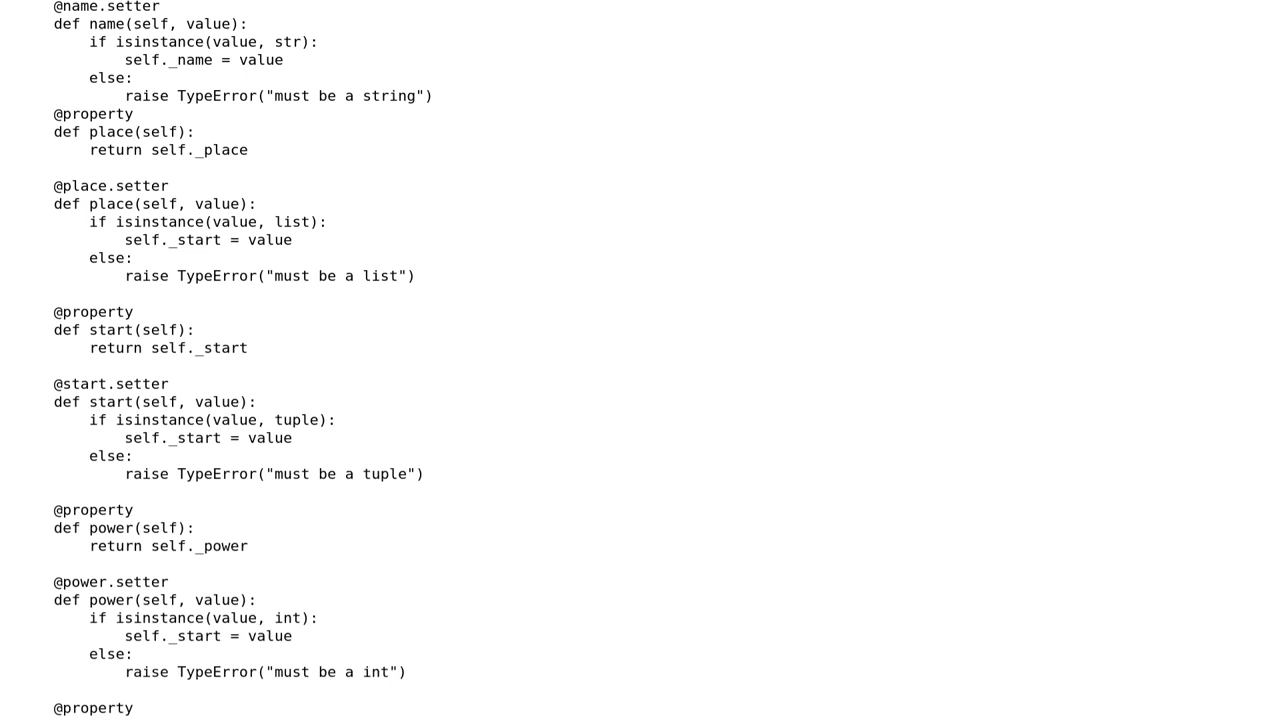 @name.setter
def name(self, value):
    if isinstance(value, str):
        self._name = value
    else:
        raise TypeError("must be a string")
@property
def place(self):
    return self._place

@place.setter
def place(self, value):
    if isinstance(value, list):
        self._start = value
    else:
        raise TypeError("must be a list")

@property
def start(self):
    return self._start

@start.setter
def start(self, value):
    if isinstance(value, tuple):
        self._start = value
    else:
        raise TypeError("must be a tuple")

@property
def power(self):
    return self._power

@power.setter
def power(self, value):
    if isinstance(value, int):
        self._start = value
    else:
        raise TypeError("must be a int")

@property